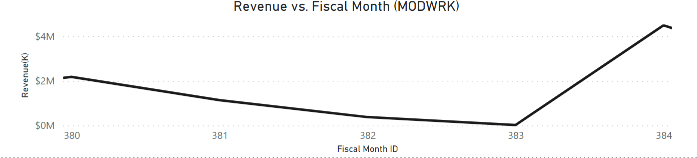 Revenue vs. Fiscal Month (MODWRK)
$4M
$2M
$0M
Revenue(K)
380 381 382 383 384
Fiscal Month ID